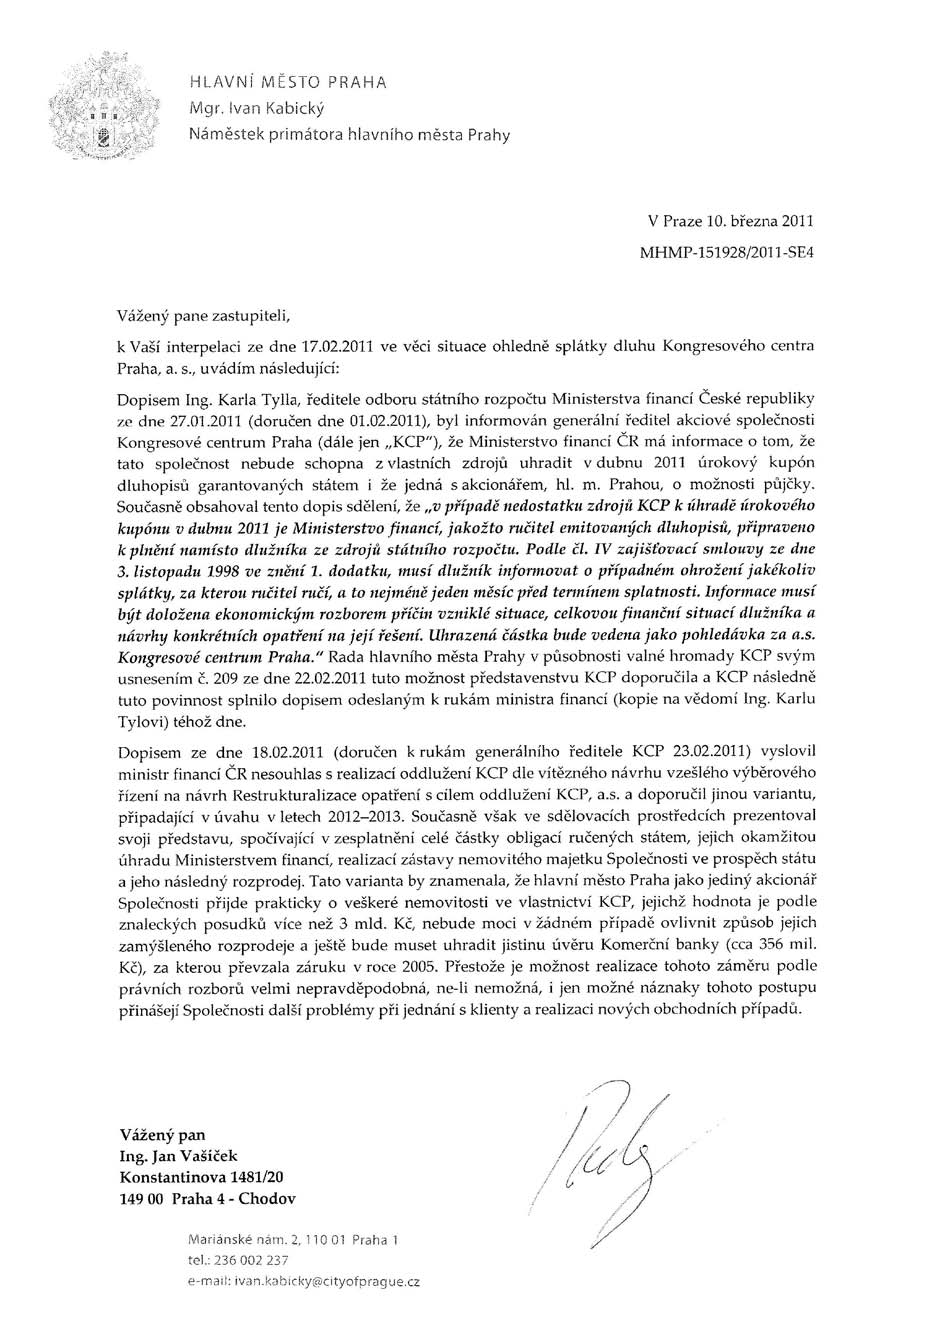 HLAVNÍ MĚSTO PRAHA
Mgr. Ivan Kabický
Náměstek primátora hlavního města Prahy
V Praze 10. března 2011
MHMP-151928/2011-SE4
Vážený pane zastupiteli,
k Vaší interpelaci ze dne 17.02.2011 ve věci situace ohledně splátky dluhu Kongresového centra
Praha, a. s., uvádím následující:
Dopisem Ing. Karla Tylla, ředitele odboru státního rozpočtu Ministerstva financí České republiky
ze dne 27.01.2011 (doručen dne 01.02.2011), byl informován generální ředitel akciové společnosti
Kongresové centrum Praha (dále jen „KCP"), že Ministerstvo financí ČR má informace o tom, že
tato společnost nebude schopna z vlastních zdrojů uhradit v dubnu 2011 úrokový kupón
dluhopisů garantovaných státem i že jedná s akcionářem, hl. m. Prahou, o možnosti půjčky.
Současně obsahoval tento dopis sdělení, že „v případě nedostatku zdrojů KCP k úhradě úrokového
kupónu v dubnu 2011 je Ministerstvo financí, jakožto ručitel emitovaných dluhopisů, připraveno
k plnění namísto dlužníka ze zdrojů státního rozpočtu. Podle čl. IV zajišťovací smlouvy ze dne
3. listopadu 1998 ve znění 1. dodatku, musí dlužník informovat o případném ohrožení jakékoliv
splátky, za kterou ručitel ručí, a to nejméně jeden měsíc před termínem splatnosti. Informace musí
být doložena ekonomickým rozborem příčin vzniklé situace, celkovou finanční situací dlužníka a
návrhy konkrétních opatření na její řešení. Uhrazená částka bude vedena jako pohledávka za a.s.
Kongresové centrum Praha." Rada hlavního města Prahy v působnosti valné hromady KCP svým
usnesením č. 209 ze dne 22.02.2011 tuto možnost představenstvu KCP doporučila a KCP následně
tuto povinnost splnilo dopisem odeslaným k rukám ministra financí (kopie na vědomí Ing. Karlu
Tylovi) téhož dne.
Dopisem ze dne 18.02.2011 (doručen k rukám generálního ředitele KCP 23.02.2011) vyslovil
ministr financí ČR nesouhlas s realizací oddlužení KCP dle vítězného návrhu vzešlého výběrového
řízení na návrh Restrukturalizace opatření s cílem oddlužení KCP, a.s. a doporučil jinou variantu,
připadající v úvahu v letech 2012–2013. Současně však ve sdělovacích prostředcích prezentoval
svoji představu, spočívající v zesplatnění celé částky obligací ručených státem, jejich okamžitou
úhradu Ministerstvem financí, realizací zástavy nemovitého majetku Společnosti ve prospěch státu
a jeho následný rozprodej. Tato varianta by znamenala, že hlavní město Praha jako jediný akcionář
Společnosti přijde prakticky o veškeré nemovitosti ve vlastnictví KCP, jejichž hodnota je podle
znaleckých posudků více než 3 mld. Kč, nebude moci v žádném případě ovlivnit způsob jejich
zamýšleného rozprodeje a ještě bude muset uhradit jistinu úvěru Komerční banky (cca 356 mil.
Kč), za kterou převzala záruku v roce 2005. Přestože je možnost realizace tohoto záměru podle
právních rozborů velmi nepravděpodobná, ne-li nemožná, i jen možné náznaky tohoto postupu
přinášejí Společnosti další problémy při jednání s klienty a realizaci nových obchodních případů.
Vážený pan
Ing. Jan Vašíček
Konstantinova 1481/20
149 00 Praha 4 - Chodov
Mariánské nám. 2, 110 01 Praha 1
tel.: 236 002 237
e-mail: ivan.kabicky@cityofprague.cz